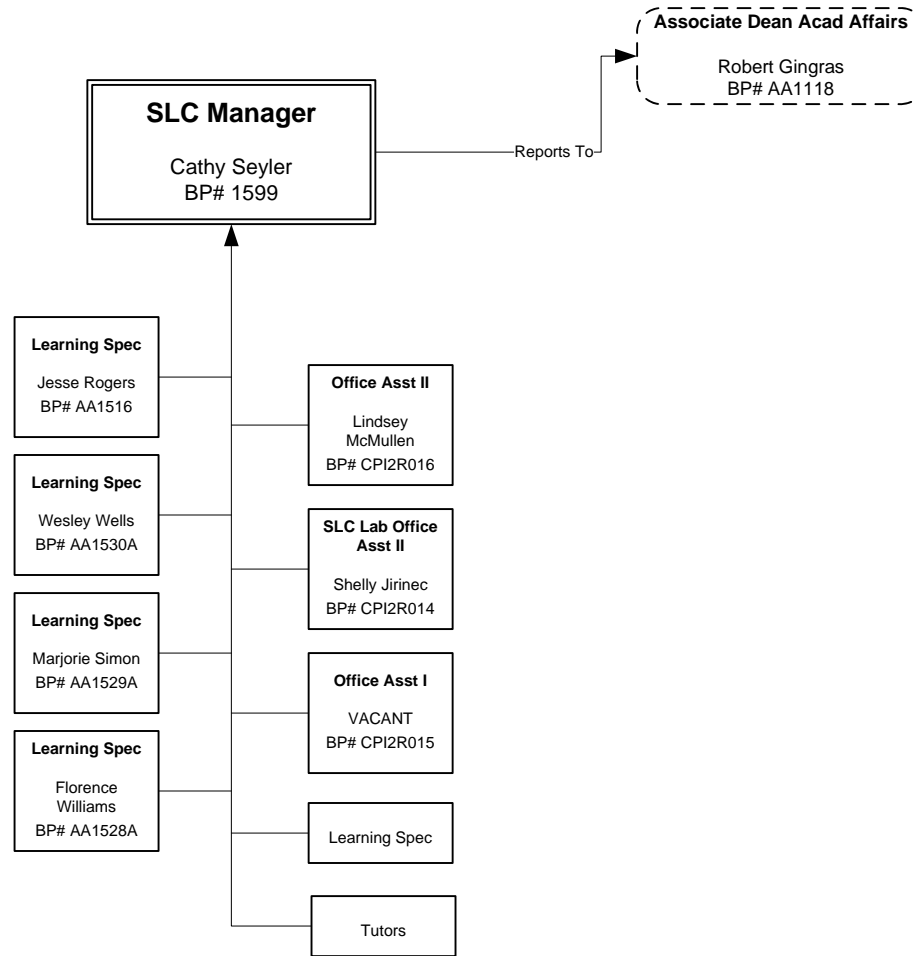 Associate Dean Acad Affairs
Robert Gingras
BP# AA1118
SLC Manager
Cathy Seyler
BP# 1599
Reports To
Learning Spec
Jesse Rogers
BP# AA1516
Learning Spec
Wesley Wells
BP# AA1530A
Learning Spec
Marjorie Simon
BP# AA1529A
Learning Spec
Florence
Williams
BP# AA1528A
Office Asst II
Lindsey
McMullen
BP# CPI2R016
SLC Lab Office
Asst II
Shelly Jirinec
BP# CPI2R014
Office Asst I
VACANT
BP# CPI2R015
Learning Spec
Tutors